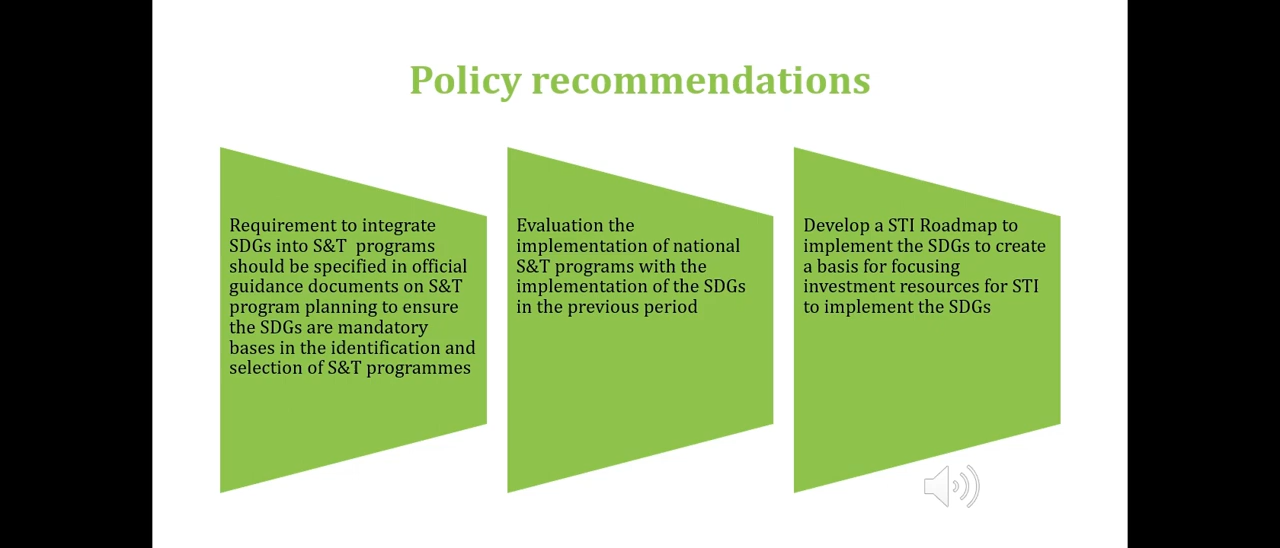 Policy recommendations
Requirement to integrate
SDGs into S&T  programs
should be specified in official
guidance documents on S&T
program planning to ensure
the SDGs are mandatory
bases in the identification and
selection of S&T programmes
Evaluation the
implementation of national
S&T programs with the
implementation of the SDGs
in the previous period
Develop a STI Roadmap to
implement the SDGs to create
a basis for focusing
investment resources for STI
to implement the SDGs